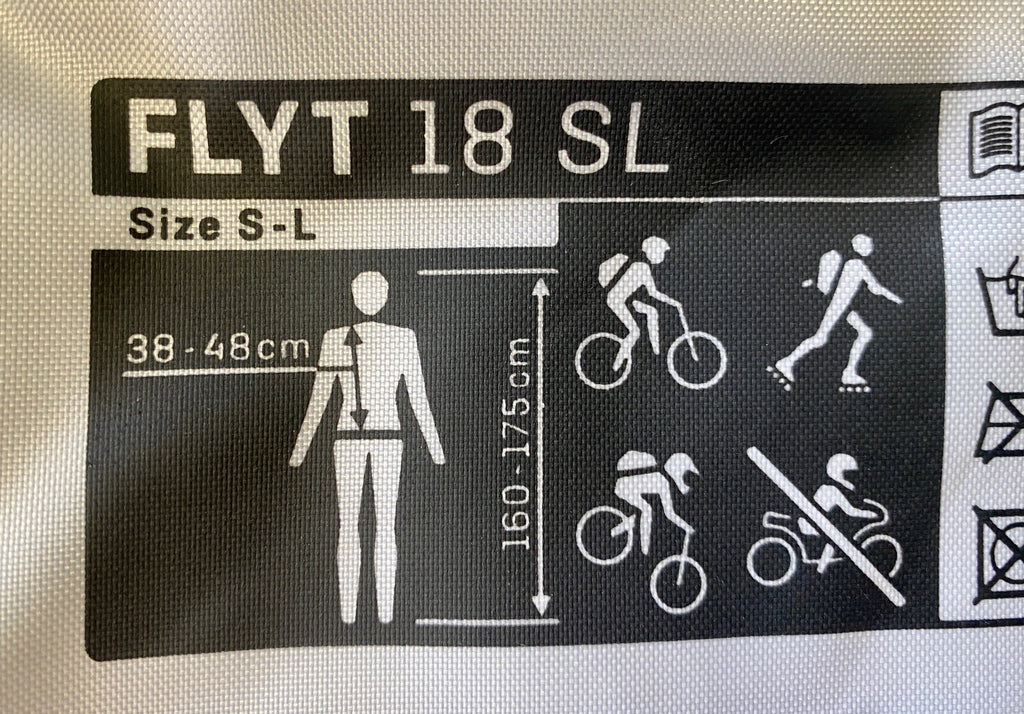 FLYT 18 SL
Size S-L
38-48cm
160-175cm